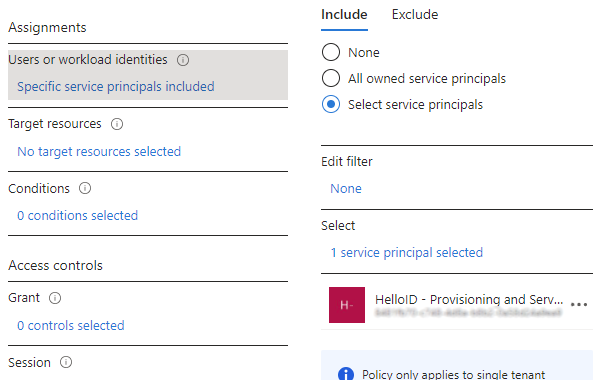 Assignments
Users or workload identities
Specific service principals included
Target resources
No target resources selected
Conditions
0 conditions selected
Access controls
Grant
0 controls selected
Session
Include Exclude
None
All owned service principals
Select service principals
Edit filter
None
Select
1 service principal selected
H-
HelloID - Provisioning and Serv...
Policy only applies to single tenant